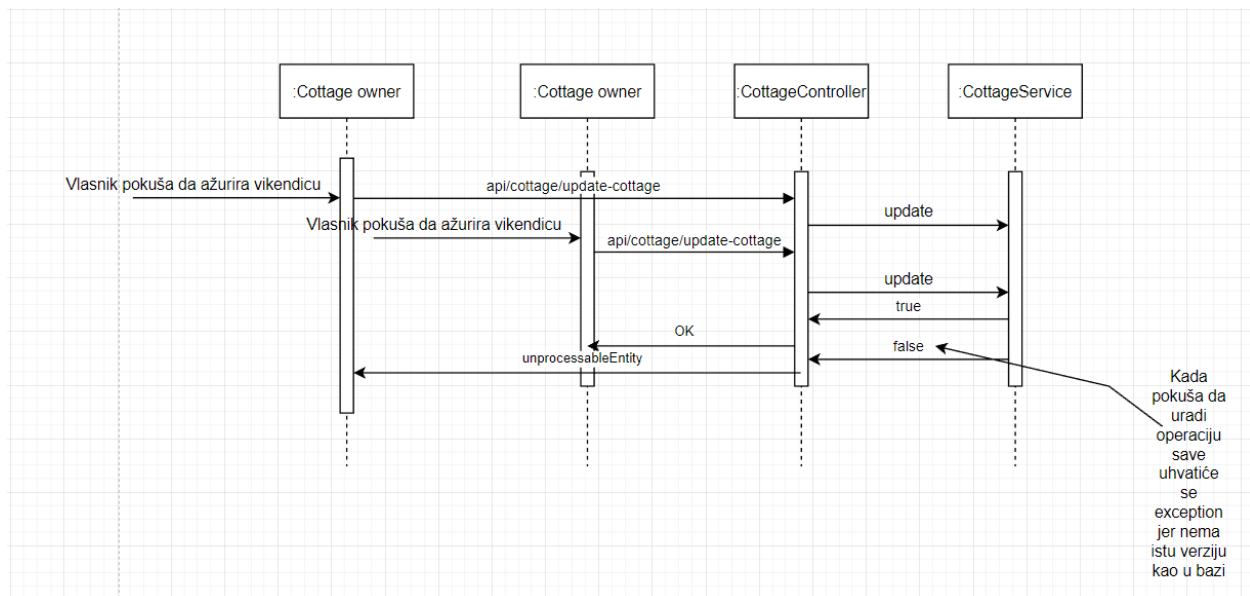 :Cottage owner
:Cottage owner
:CottageController
:CottageService
Vlasnik pokuša da ažurira vikendicu
api/cottage/update-cottage
update
Vlasnik pokuša da ažurira vikendicu
api/cottage/update-cottage
update
true
OK
false
unprocessableEntity
Kada
pokuša da
uradi
operaciju
save
uhvatiće
se
exception
jer nema
istu verziju
kao u bazi